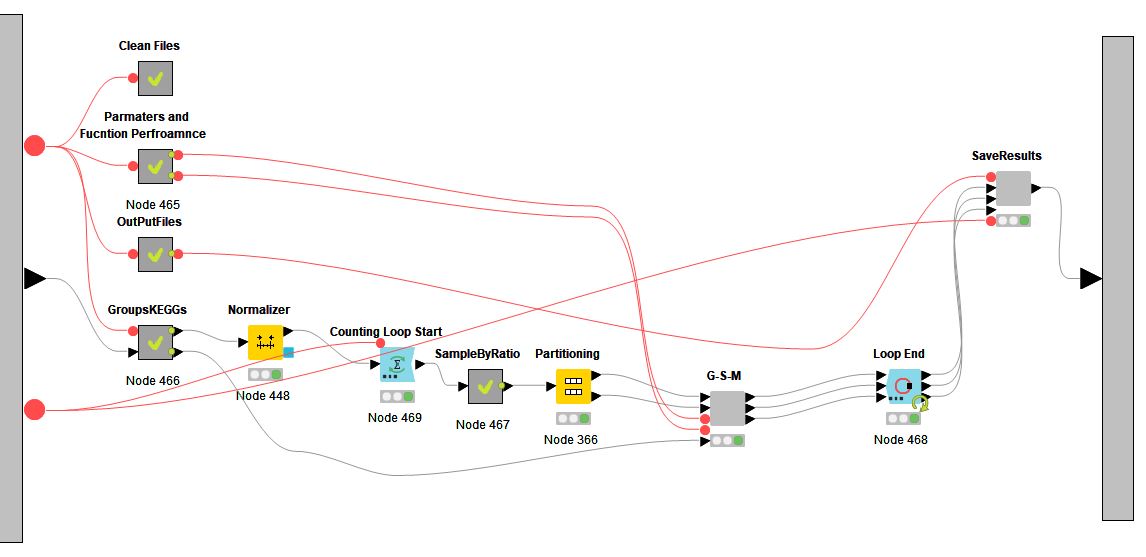 Clean Files
Parmaters and
Fucntion Perfroamnce
Node 465
OutPutFiles
GroupsKEGGs
Node 466
Normalizer
Node 448
Counting Loop Start
Node 469
SampleByRatio
Node 467
Partitioning
Node 366
G-S-M
Loop End
Node 468
SaveResults